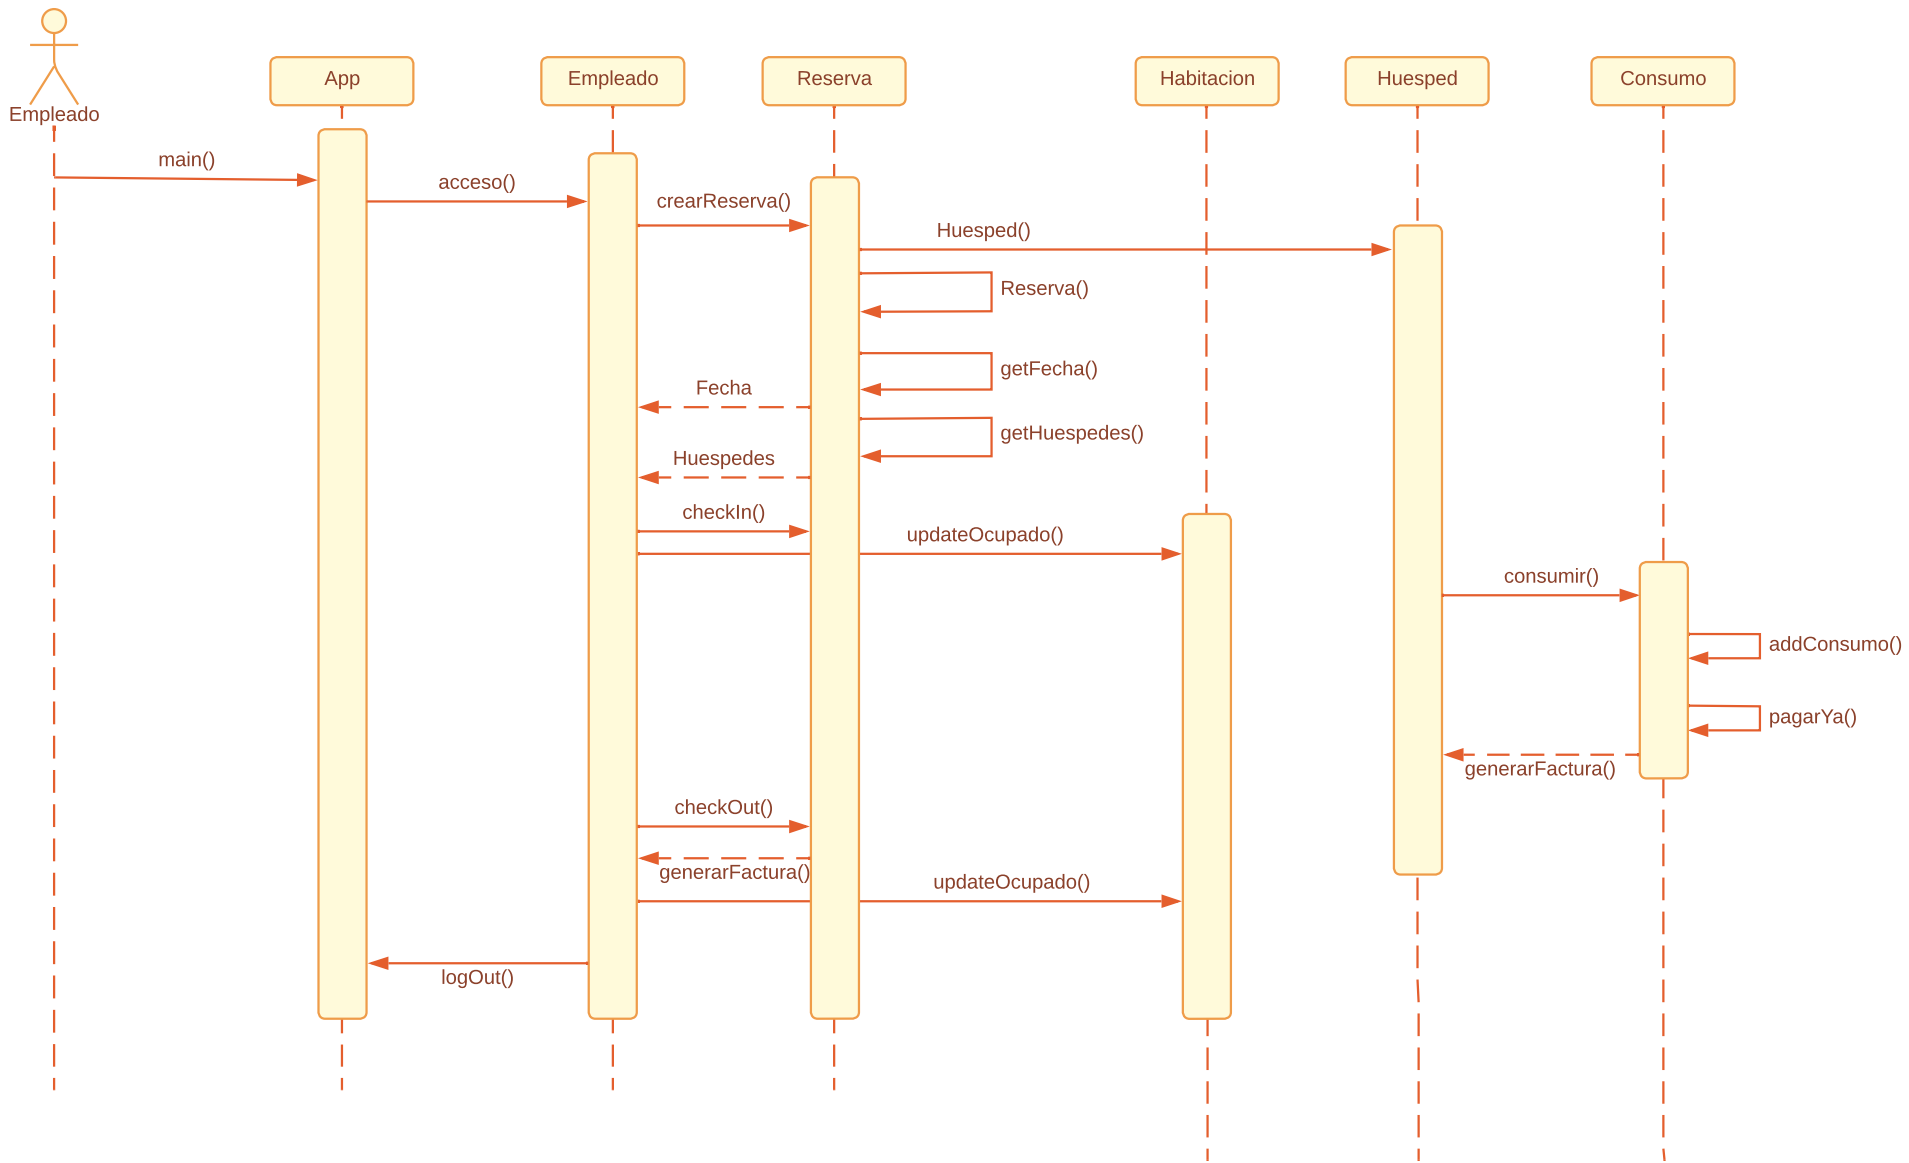 Empleado
App
Empleado
Reserva
Habitacion
Huesped
Consumo
main()
acceso()
crearReserva()
Huesped()
Reserva()
getFecha()
Fecha
getHuespedes()
Huespedes
checkIn()
updateOcupado()
consumir()
addConsumo()
pagarYa()
generarFactura()
checkOut()
generarFactura()
updateOcupado()
logOut()